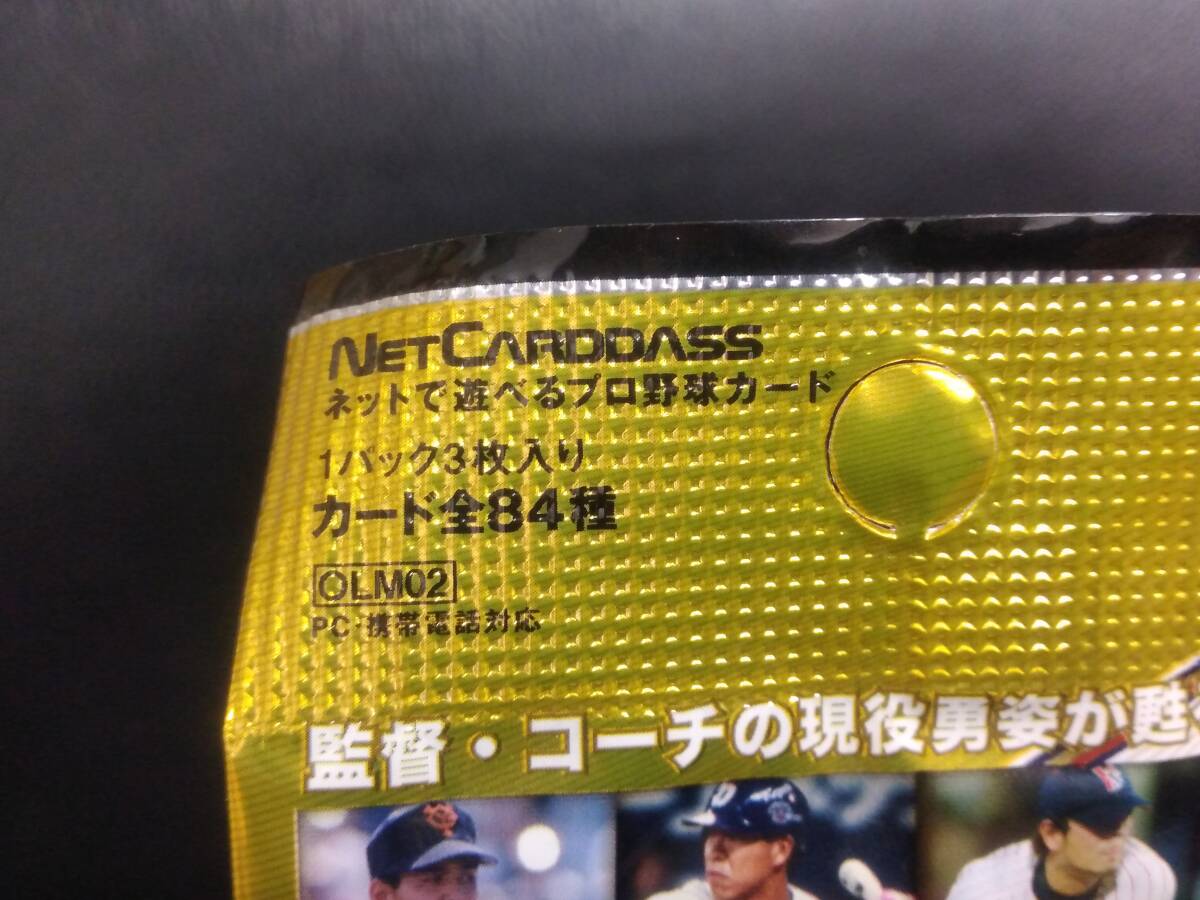 NETCARDDASS
ネットで遊べるプロ野球カード
1パック3枚入り
カード全84種
OLM02
PC・携帯電話対応
監督・コーチの現役勇姿が甦